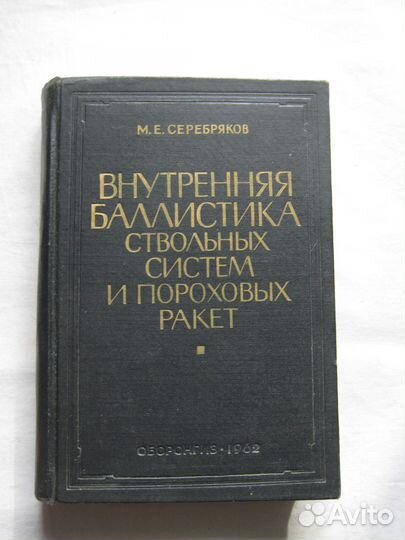 М.Е. СЕРЕБРЯКОВ
ВНУТРЕННЯЯ
БАЛЛИСТИКА
СТВОЛЬНЫХ
СИСТЕМ
И ПОРОХОВЫХ
РАКЕТ
ОБОРОНГИЗ · 1962
Avito